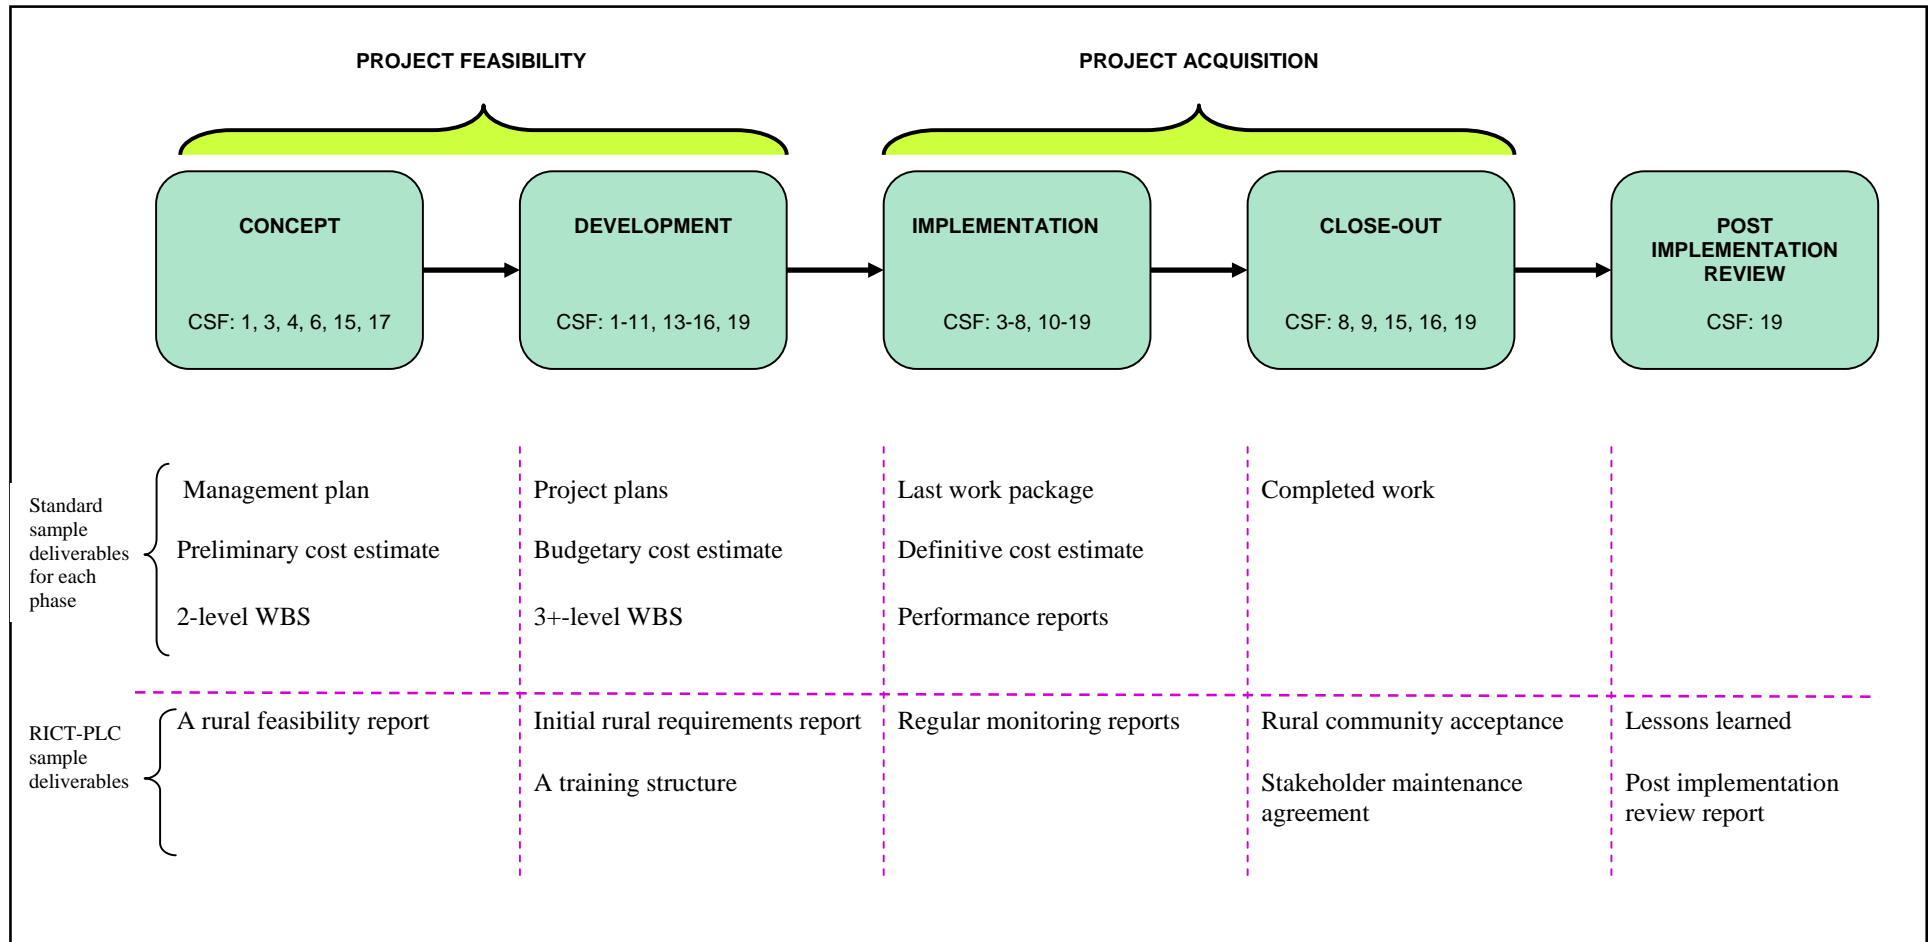 PROJECT FEASIBILITY
PROJECT ACQUISITION
CONCEPT
CSF: 1, 3, 4, 6, 15, 17
DEVELOPMENT
CSF: 1-11, 13-16, 19
IMPLEMENTATION
CSF: 3-8, 10-19
CLOSE-OUT
CSF: 8, 9, 15, 16, 19
POST
IMPLEMENTATION
REVIEW
CSF: 19
Standard
sample
deliverables
for each
phase
Management plan
Preliminary cost estimate
2-level WBS
Project plans
Budgetary cost estimate
3+-level WBS
Last work package
Definitive cost estimate
Performance reports
Completed work
RICT-PLC
sample
deliverables
A rural feasibility report
Initial rural requirements report
A training structure
Regular monitoring reports
Rural community acceptance
Stakeholder maintenance
agreement
Lessons learned
Post implementation
review report